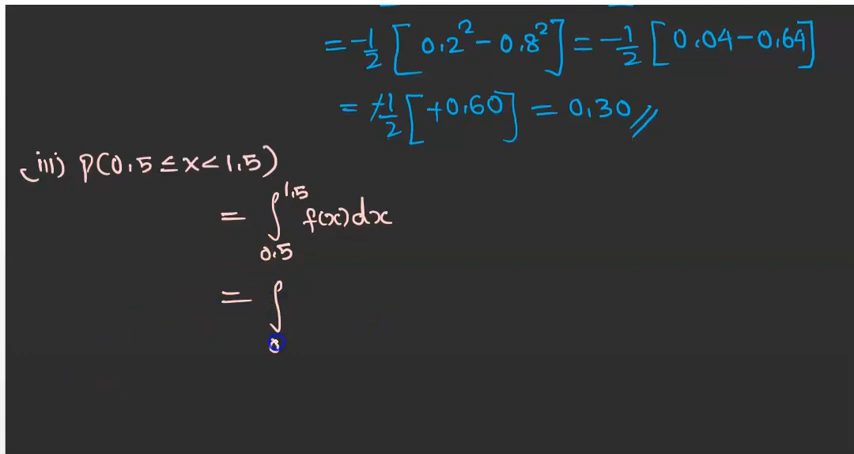 = -1/2 [ 0.2² - 0.8² ] = -1/2 [ 0.04 - 0.64 ]
= +1/2 [ +0.60 ] = 0.30 //
iii) P(0.5 ≤ x < 1.5)
= ∫_{0.5}^{1.5} f(x)dx
= ∫_{0}